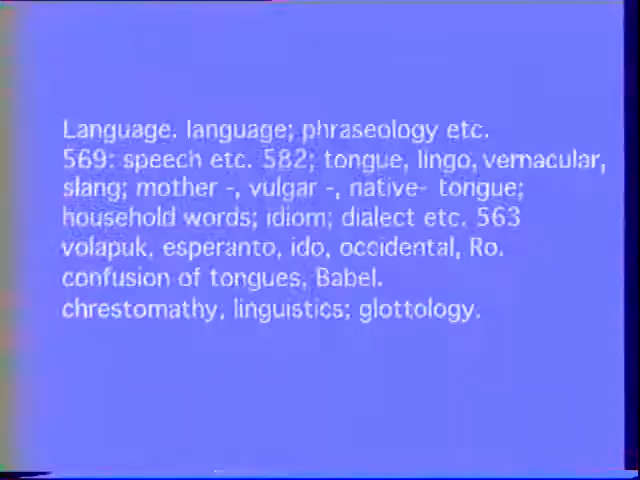 Language. language; phraseology etc.
569: speech etc. 582; tongue, lingo, vernacular,
slang; mother -, vulgar -, native- tongue;
household words; idiom; dialect etc. 563
volapuk, esperanto, ido, occidental, Ro.
confusion of tongues, Babel.
chrestomathy, linguistics; glottology.